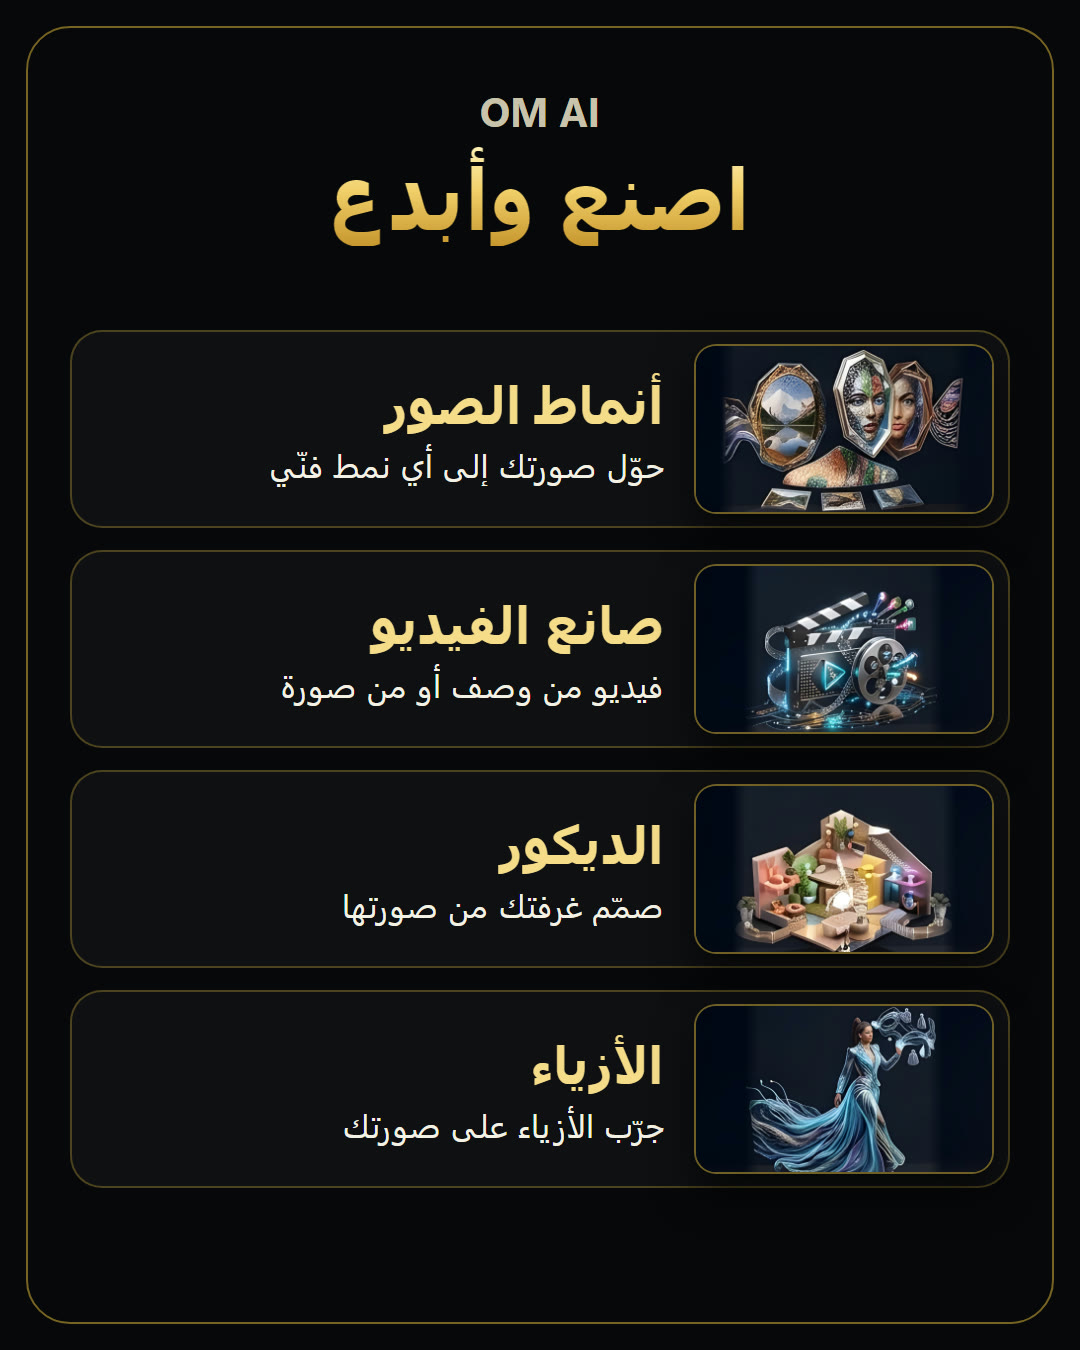 OM AI
اصنع وأبدع
أنماط الصور
حوّل صورتك إلى أي نمط فنّي
صانع الفيديو
فيديو من وصف أو من صورة
الديكور
صمّم غرفتك من صورتها
الأزياء
جرّب الأزياء على صورتك